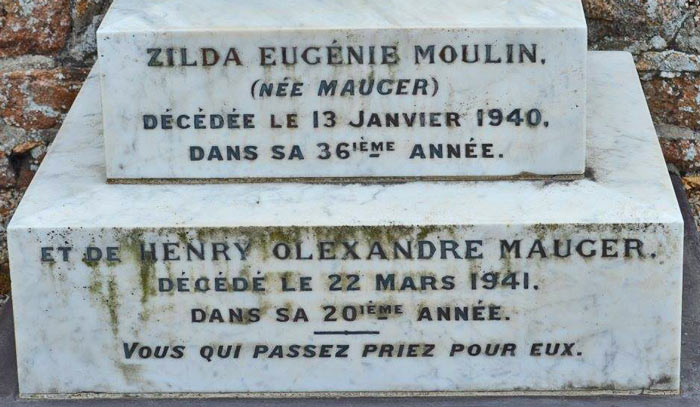 ZILDA EUGÉNIE MOULIN,
(NÉE MAUGER)
DÉCÉDÉE LE 13 JANVIER 1940,
DANS SA 36IÈME ANNÉE.
ET DE HENRY OLEXANDRE MAUGER,
DÉCÉDÉ LE 22 MARS 1941.
DANS SA 20IÈME ANNÉE.
VOUS QUI PASSEZ PRIEZ POUR EUX.